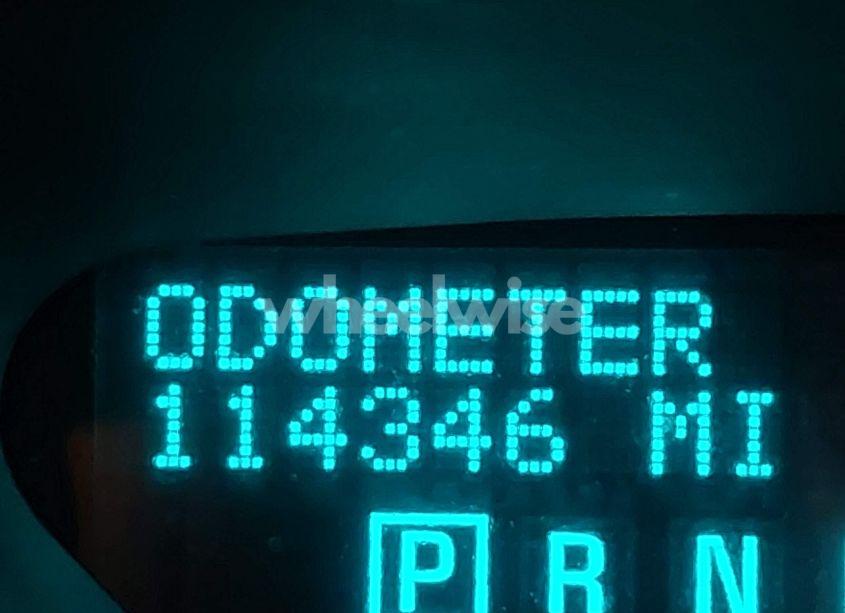 ODOMETER
wheelwise
114346 MI
P R N